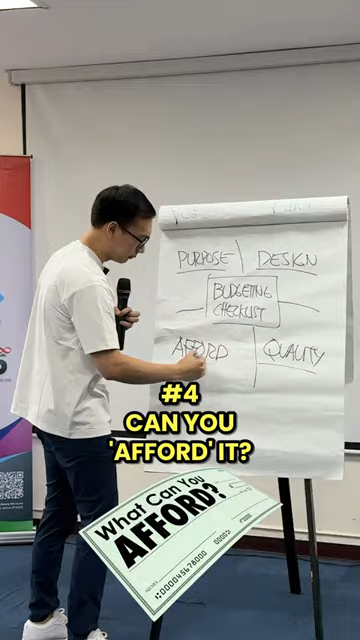 PURPOSE
DESIGN
BUDGETING
CHECKLIST
AFFORD
QUALITY
#4
CAN YOU
'AFFORD' IT?
What Can You
AFFORD?